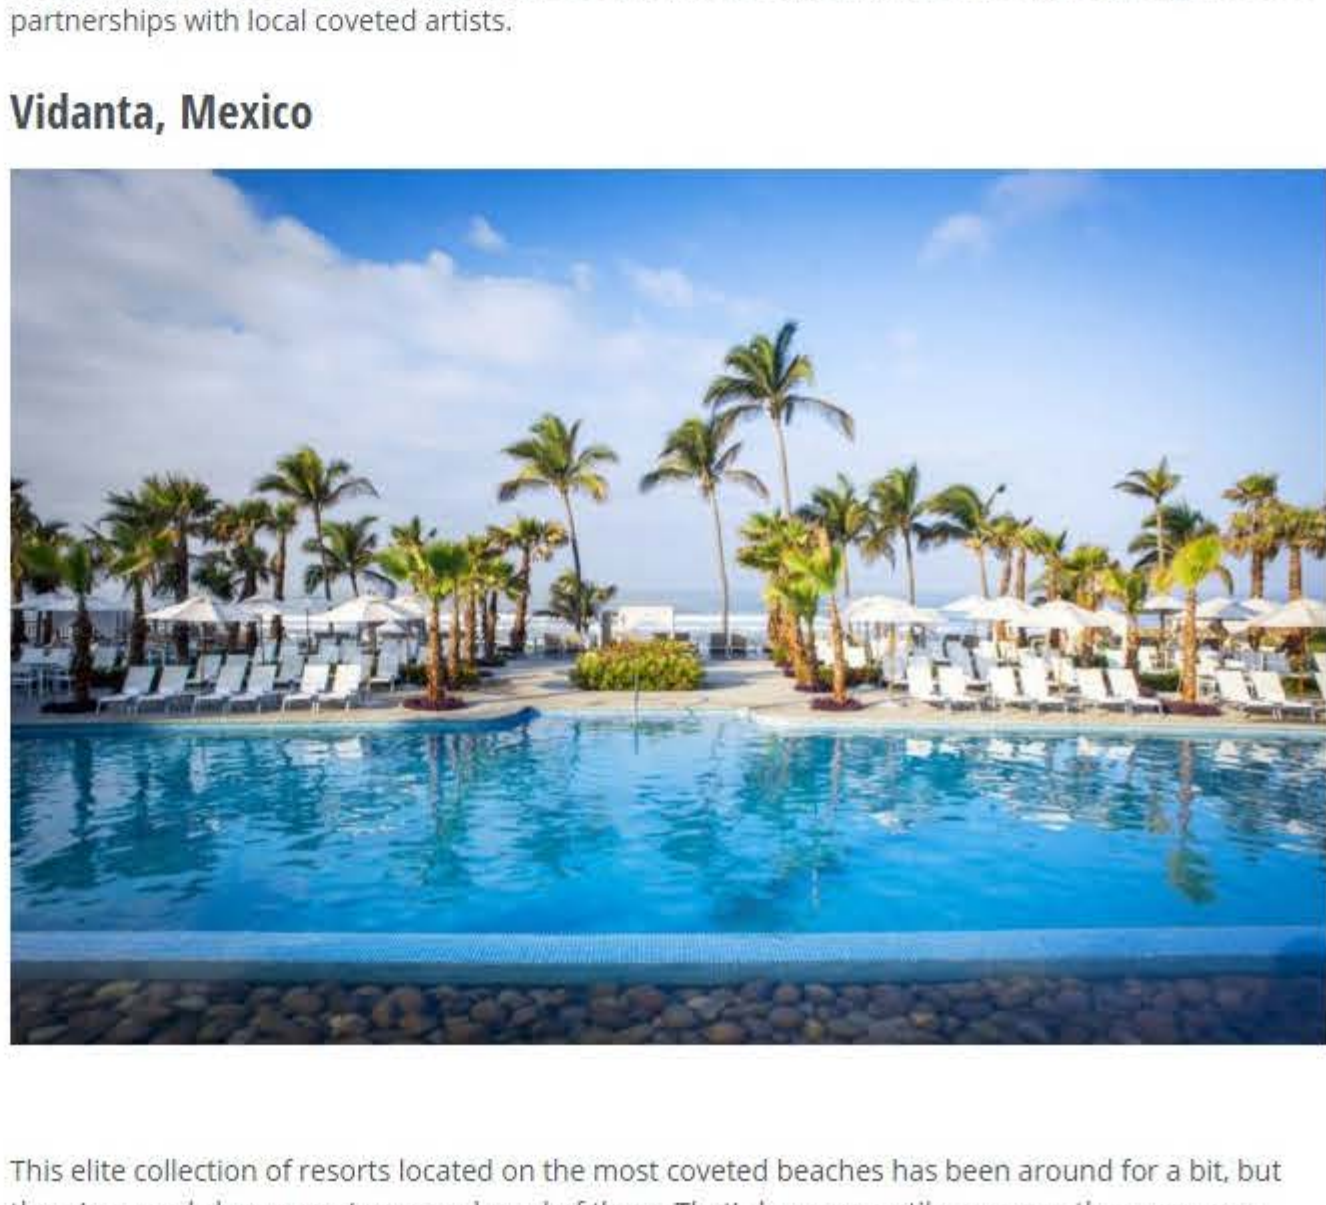 partnerships with local coveted artists.
Vidanta, Mexico
This elite collection of resorts located on the most coveted beaches has been around for a bit, but